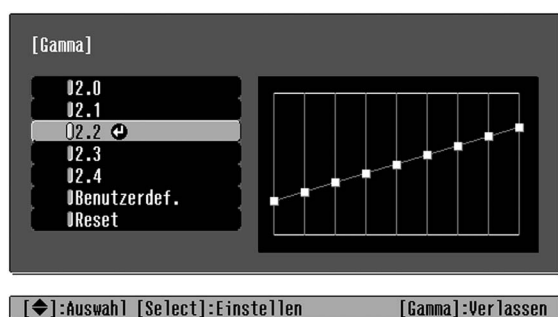 [Gamma]
2.0
2.1
2.2
2.3
2.4
Benutzerdef.
Reset
[◆]:Auswahl [Select]:Einstellen [Gamma]:Verlassen